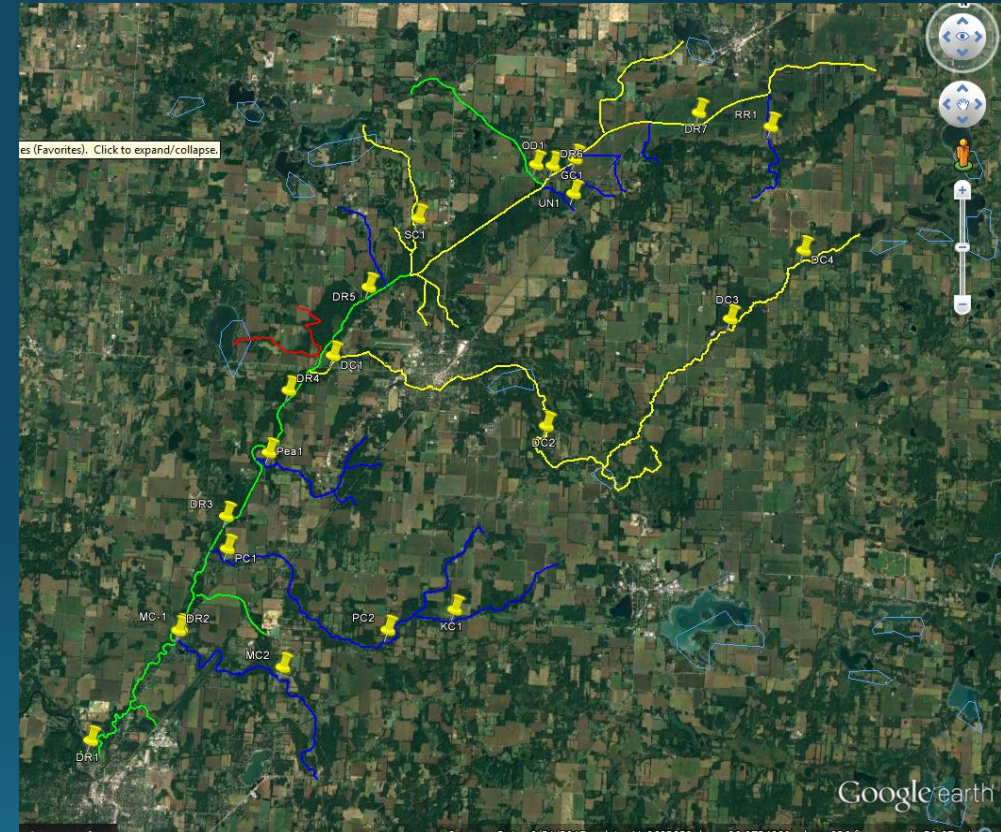 es (Favorites). Click to expand/collapse.
DR7
RR1
OD1
DR6
GC1
UN1
SC1
DC4
DR5
DC3
DC1
DR4
DC2
Pea1
DR3
PC1
MC-1
DR2
PC2
KC1
MC2
DR1
Google earth